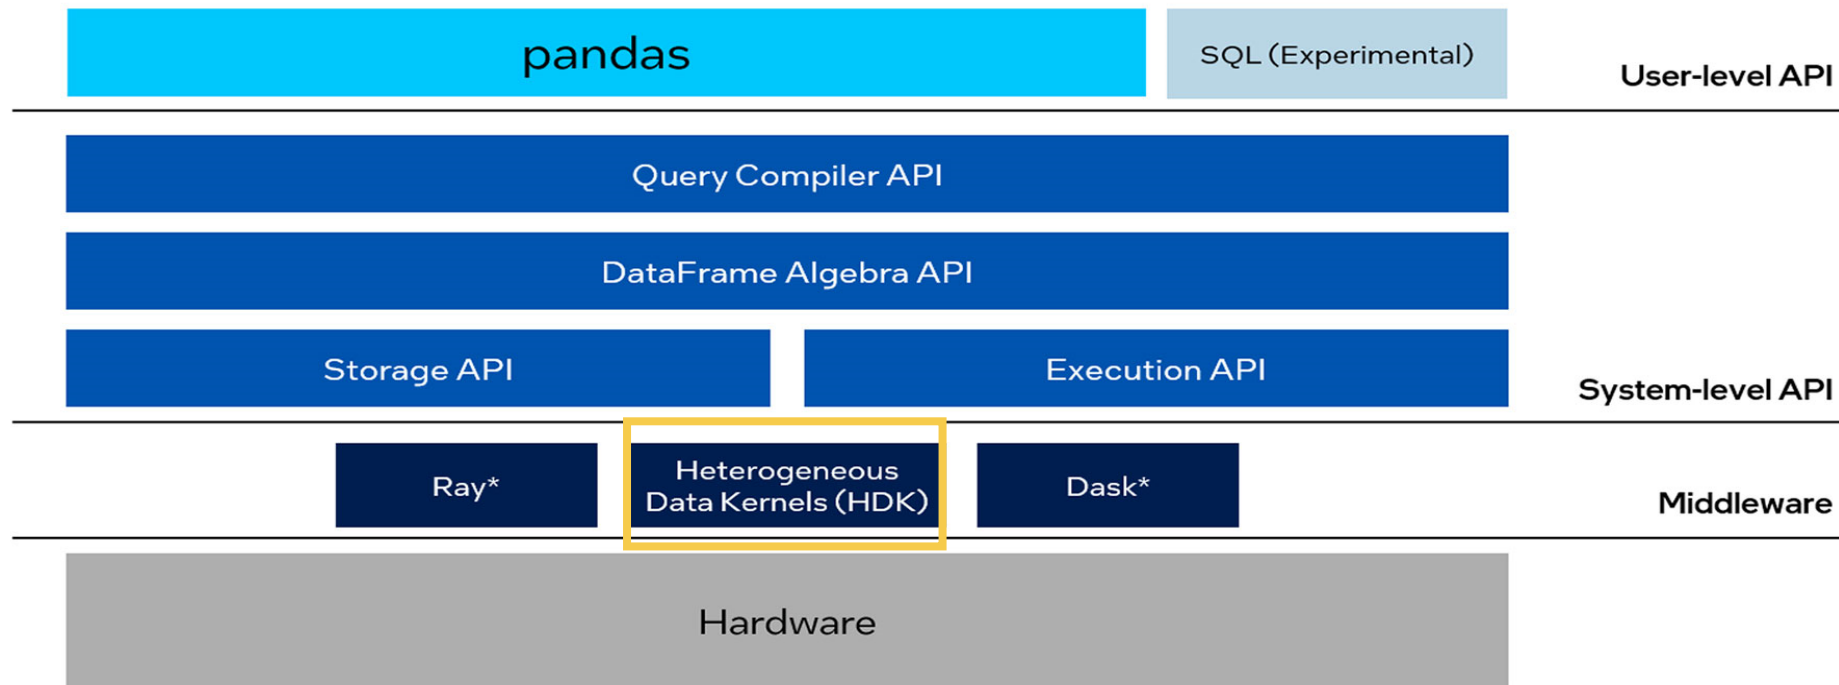 pandas
SQL (Experimental)
User-level API
Query Compiler API
DataFrame Algebra API
Storage API
Execution API
System-level API
Ray*
Heterogeneous
Data Kernels (HDK)
Dask*
Middleware
Hardware